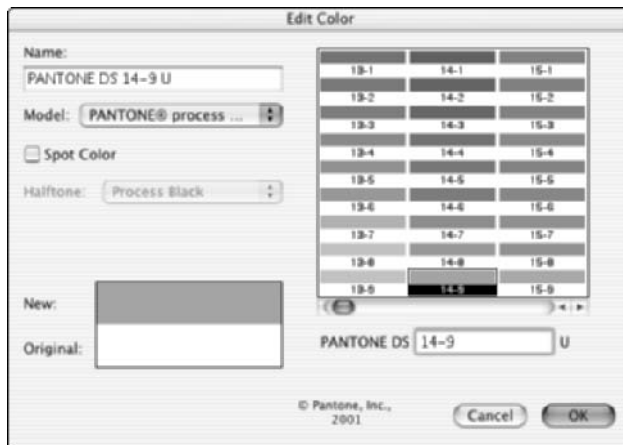 Edit Color
Name:
PANTONE DS 14-9 U
Model: PANTONE® process ...
Spot Color
Halftone: Process Black
New:
Original:
13-1 14-1 15-1
13-2 14-2 15-2
13-3 14-3 15-3
13-4 14-4 15-4
13-5 14-5 15-5
13-6 14-6 15-6
13-7 14-7 15-7
13-8 14-8 15-8
13-9 14-9 15-9
PANTONE DS 14-9 U
© Pantone, Inc.,
2001
Cancel OK